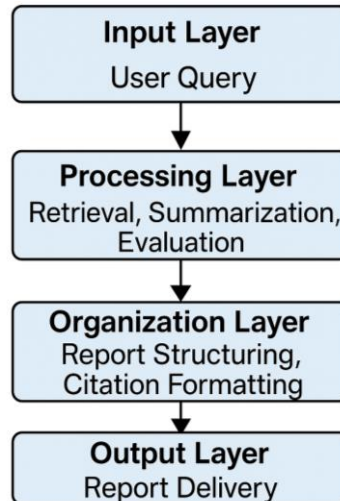 Input Layer
User Query
Processing Layer
Retrieval, Summarization,
Evaluation
Organization Layer
Report Structuring,
Citation Formatting
Output Layer
Report Delivery